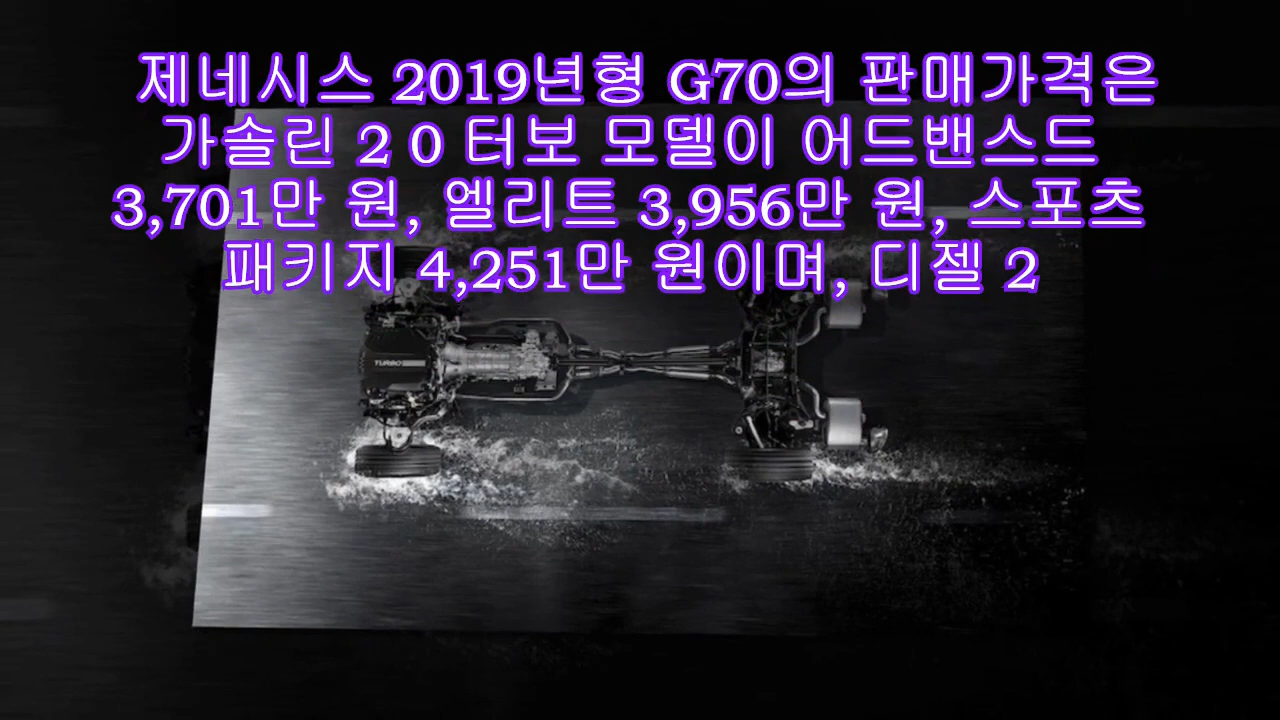 제네시스 2019년형 G70의 판매가격은
가솔린 2 0 터보 모델이 어드밴스드
3,701만 원, 엘리트 3,956만 원, 스포츠
패키지 4,251만 원이며, 디젤 2
TURBO